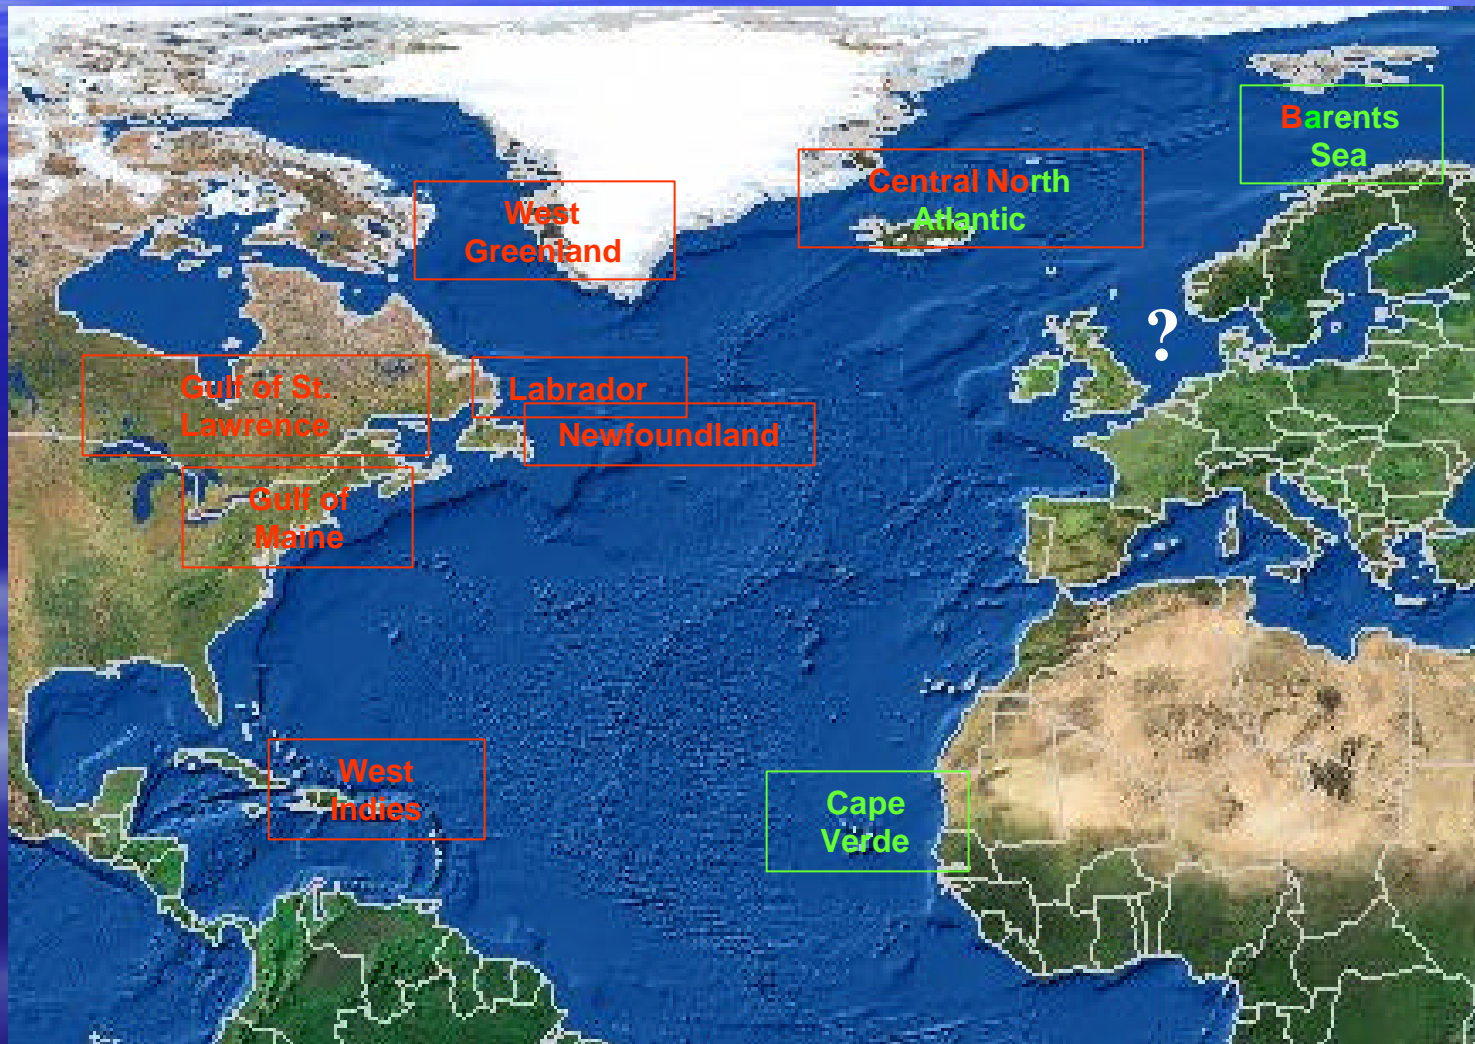 Barents
Sea
Central North
Atlantic
West
Greenland
?
Gulf of St.
Lawrence
Labrador
Newfoundland
Gulf of
Maine
West
Indies
Cape
Verde